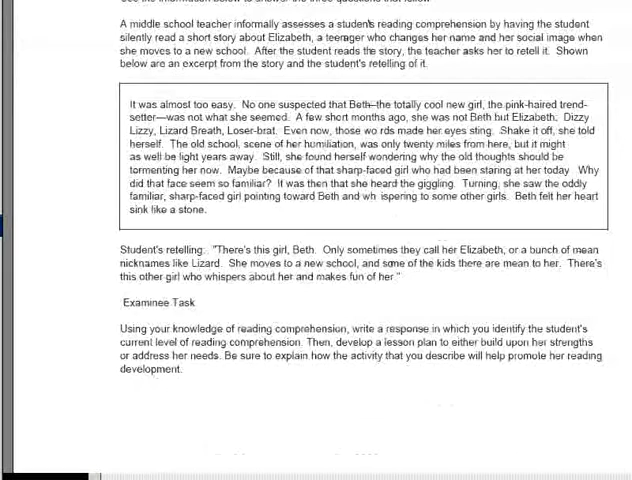 A middle school teacher informally assesses a student's reading comprehension by having the student
silently read a short story about Elizabeth, a teenager who changes her name and her social image when
she moves to a new school. After the student reads the story, the teacher asks her to retell it. Shown
below are an excerpt from the story and the student's retelling of it.
It was almost too easy. No one suspected that Beth—the totally cool new girl, the pink-haired trend-
setter—was not what she seemed. A few short months ago, she was not Beth but Elizabeth; Dizzy
Lizzy, Lizard Breath, Loser-brat. Even now, those wo rds made her eyes sting. Shake it off, she told
herself. The old school, scene of her humiliation, was only twenty miles from here, but it might
as well be light years away. Still, she found herself wondering why the old thoughts should be
tormenting her now. Maybe because of that sharp-faced girl who had been staring at her today. Why
did that face seem so familiar? It was then that she heard the giggling. Turning, she saw the oddly
familiar, sharp-faced girl pointing toward Beth and wh ispering to some other girls. Beth felt her heart
sink like a stone.
Student's retelling: "There's this girl, Beth. Only sometimes they call her Elizabeth, or a bunch of mean
nicknames like Lizard. She moves to a new school, and some of the kids there are mean to her. There's
this other girl who whispers about her and makes fun of her "
Examinee Task
Using your knowledge of reading comprehension, write a response in which you identify the student's
current level of reading comprehension. Then, develop a lesson plan to either build upon her strengths
or address her needs. Be sure to explain how the activity that you describe will help promote her reading
development.